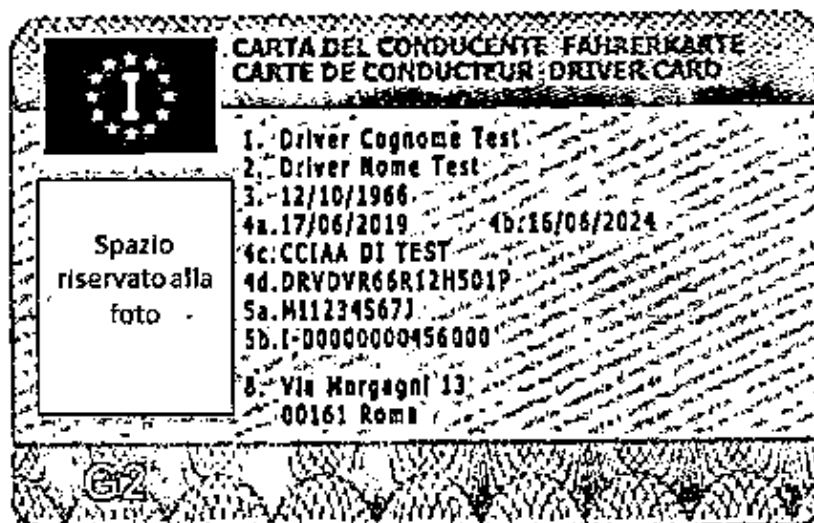 I
CARTA DEL CONDUCENTE FAHRERKARTE
CARTE DE CONDUCTEUR DRIVER CARD
1. Driver Cognome Test
2. Driver Nome Test
3. 12/10/1966
4a. 17/06/2019 4b. 16/06/2024
4c. CCIAA DI TEST
4d. DRVDVR66R12H501P
5a. MI1234567J
5b. I-00000000456000
8. Via Morgagni 13
00161 Roma
Spazio
riservato alla
foto
G2